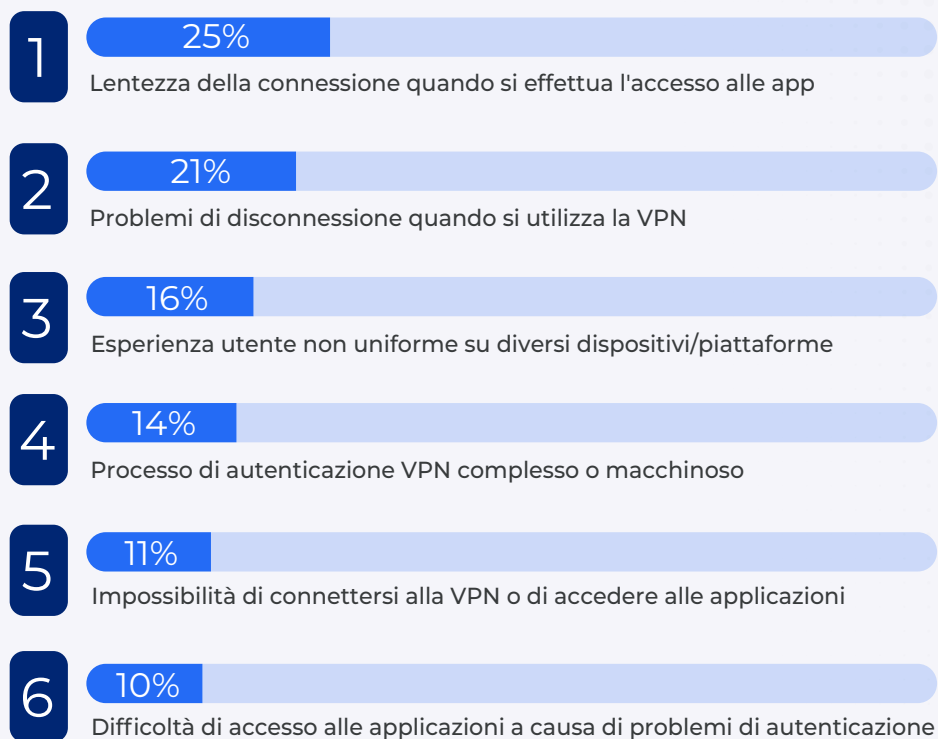 1
25%
Lentezza della connessione quando si effettua l'accesso alle app
2
21%
Problemi di disconnessione quando si utilizza la VPN
3
16%
Esperienza utente non uniforme su diversi dispositivi/piattaforme
4
14%
Processo di autenticazione VPN complesso o macchinoso
5
11%
Impossibilità di connettersi alla VPN o di accedere alle applicazioni
6
10%
Difficoltà di accesso alle applicazioni a causa di problemi di autenticazione